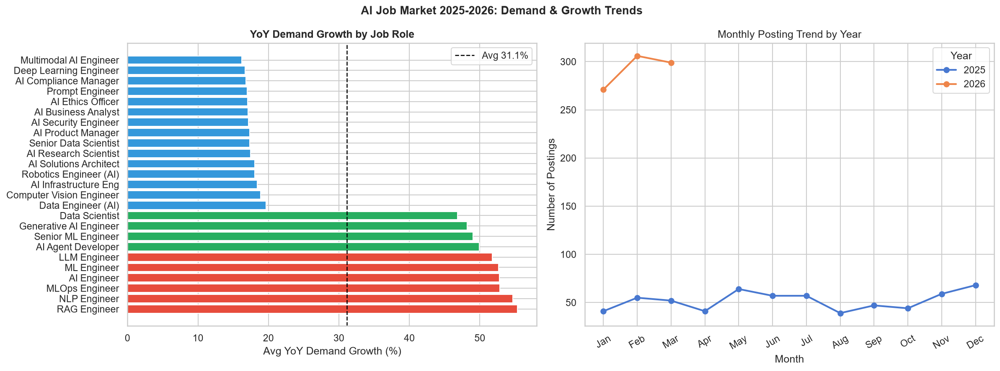 AI Job Market 2025-2026: Demand & Growth Trends
YoY Demand Growth by Job Role
Avg 31.1%
Multimodal AI Engineer
Deep Learning Engineer
AI Compliance Manager
Prompt Engineer
AI Ethics Officer
AI Business Analyst
AI Security Engineer
AI Product Manager
Senior Data Scientist
AI Research Scientist
AI Solutions Architect
Robotics Engineer (AI)
AI Infrastructure Eng
Computer Vision Engineer
Data Engineer (AI)
Data Scientist
Generative AI Engineer
Senior ML Engineer
AI Agent Developer
LLM Engineer
ML Engineer
AI Engineer
MLOps Engineer
NLP Engineer
RAG Engineer
0 10 20 30 40 50
Avg YoY Demand Growth (%)
Monthly Posting Trend by Year
Year
2025
2026
Number of Postings
300
250
200
150
100
50
Jan Feb Mar Apr May Jun Jul Aug Sep Oct Nov Dec
Month